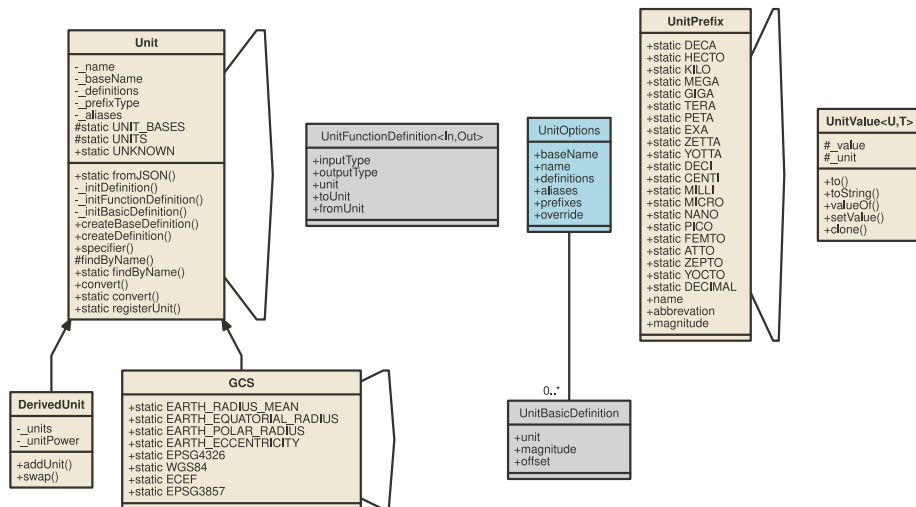 Unit
-_name
-_baseName
-_definitions
-_prefixType
-_aliases
#static UNIT_BASES
#static UNITS
+static UNKNOWN
+static fromJSON()
-_initDefinition()
-_initFunctionDefinition()
-_initBasicDefinition()
+createBaseDefinition()
+createDefinition()
+specifier()
#findByName()
+static findByName()
+convert()
+static convert()
+static registerUnit()
UnitFunctionDefinition<In,Out>
+inputType
+outputType
+unit
+toUnit
+fromUnit
UnitOptions
+baseName
+name
+definitions
+aliases
+prefixes
+override
UnitPrefix
+static DECA
+static HECTO
+static KILO
+static MEGA
+static GIGA
+static TERA
+static PETA
+static EXA
+static ZETTA
+static YOTTA
+static DECI
+static CENTI
+static MILLI
+static MICRO
+static NANO
+static PICO
+static FEMTO
+static ATTO
+static ZEPTO
+static YOCTO
+static DECIMAL
+name
+abbrevation
+magnitude
UnitValue<U,T>
#_value
#_unit
+to()
+toString()
+valueOf()
+setValue()
+clone()
DerivedUnit
-_units
-_unitPower
+addUnit()
+swap()
GCS
+static EARTH_RADIUS_MEAN
+static EARTH_EQUATORIAL_RADIUS
+static EARTH_POLAR_RADIUS
+static EARTH_ECCENTRICITY
+static EPSG4326
+static WGS84
+static ECEF
+static EPSG3857
0..*
UnitBasicDefinition
+unit
+magnitude
+offset